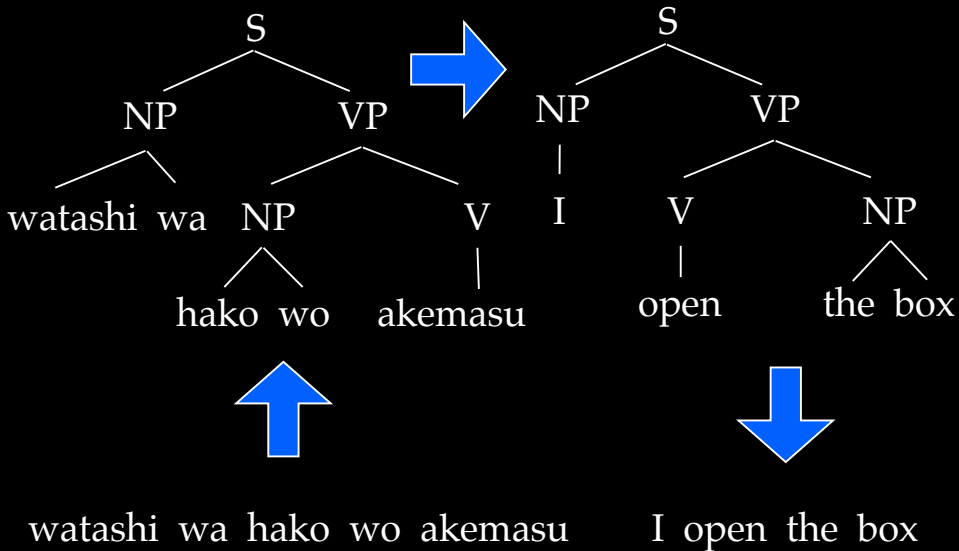 S S
NP VP NP VP
watashi wa NP V I V NP
hako wo akemasu open the box
watashi wa hako wo akemasu I open the box